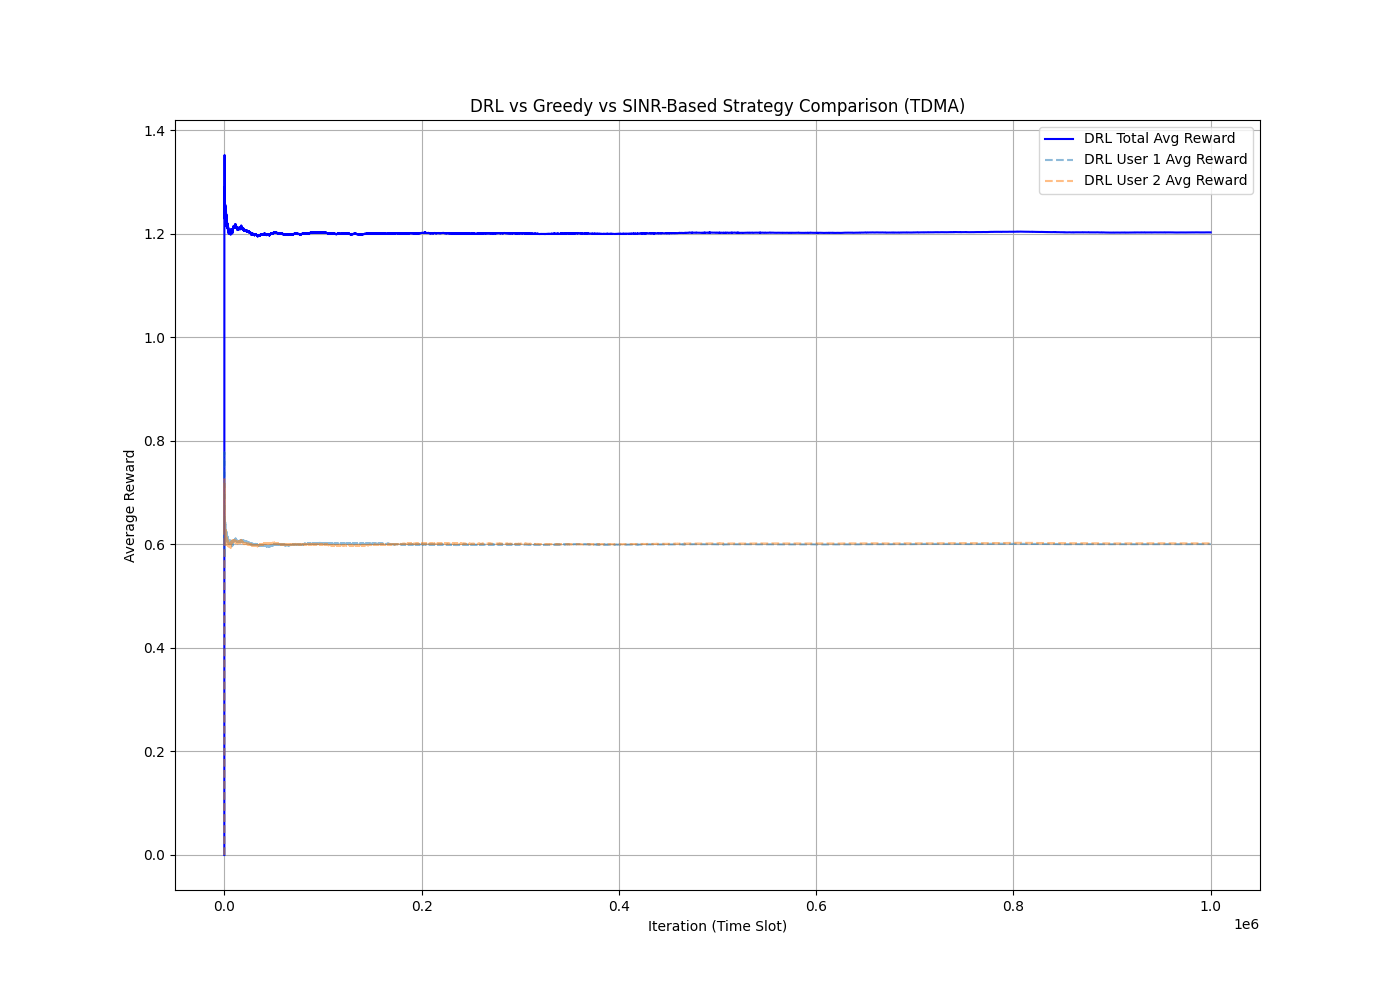 DRL vs Greedy vs SINR-Based Strategy Comparison (TDMA)
DRL Total Avg Reward
DRL User 1 Avg Reward
DRL User 2 Avg Reward
Average Reward
1.4
1.2
1.0
0.8
0.6
0.4
0.2
0.0
0.0 0.2 0.4 0.6 0.8 1.0
1e6
Iteration (Time Slot)